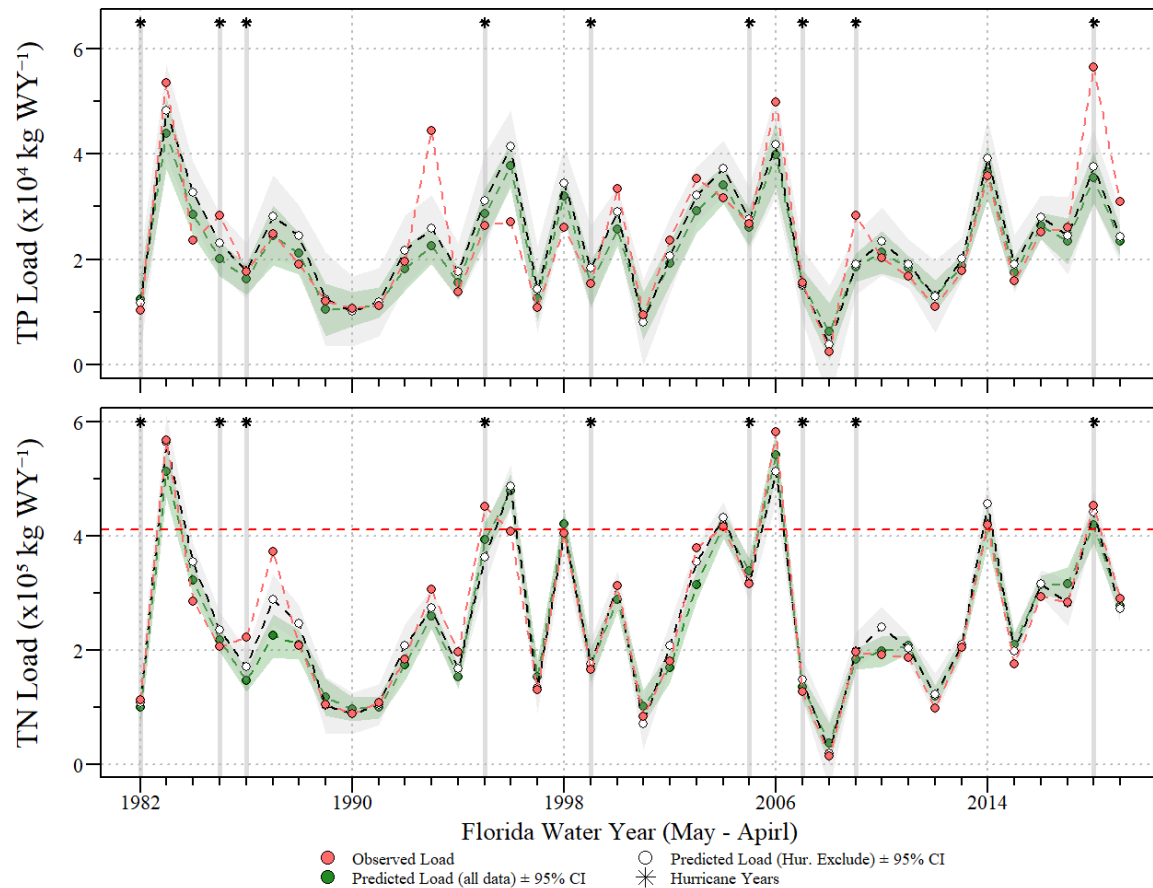 TP Load (x10⁴ kg WY⁻¹)
6
4
2
0
TN Load (x10⁵ kg WY⁻¹)
6
4
2
0
1982 1990 1998 2006 2014
Florida Water Year (May - Apirl)
Observed Load
Predicted Load (all data) ± 95% CI
Predicted Load (Hur. Exclude) ± 95% CI
Hurricane Years